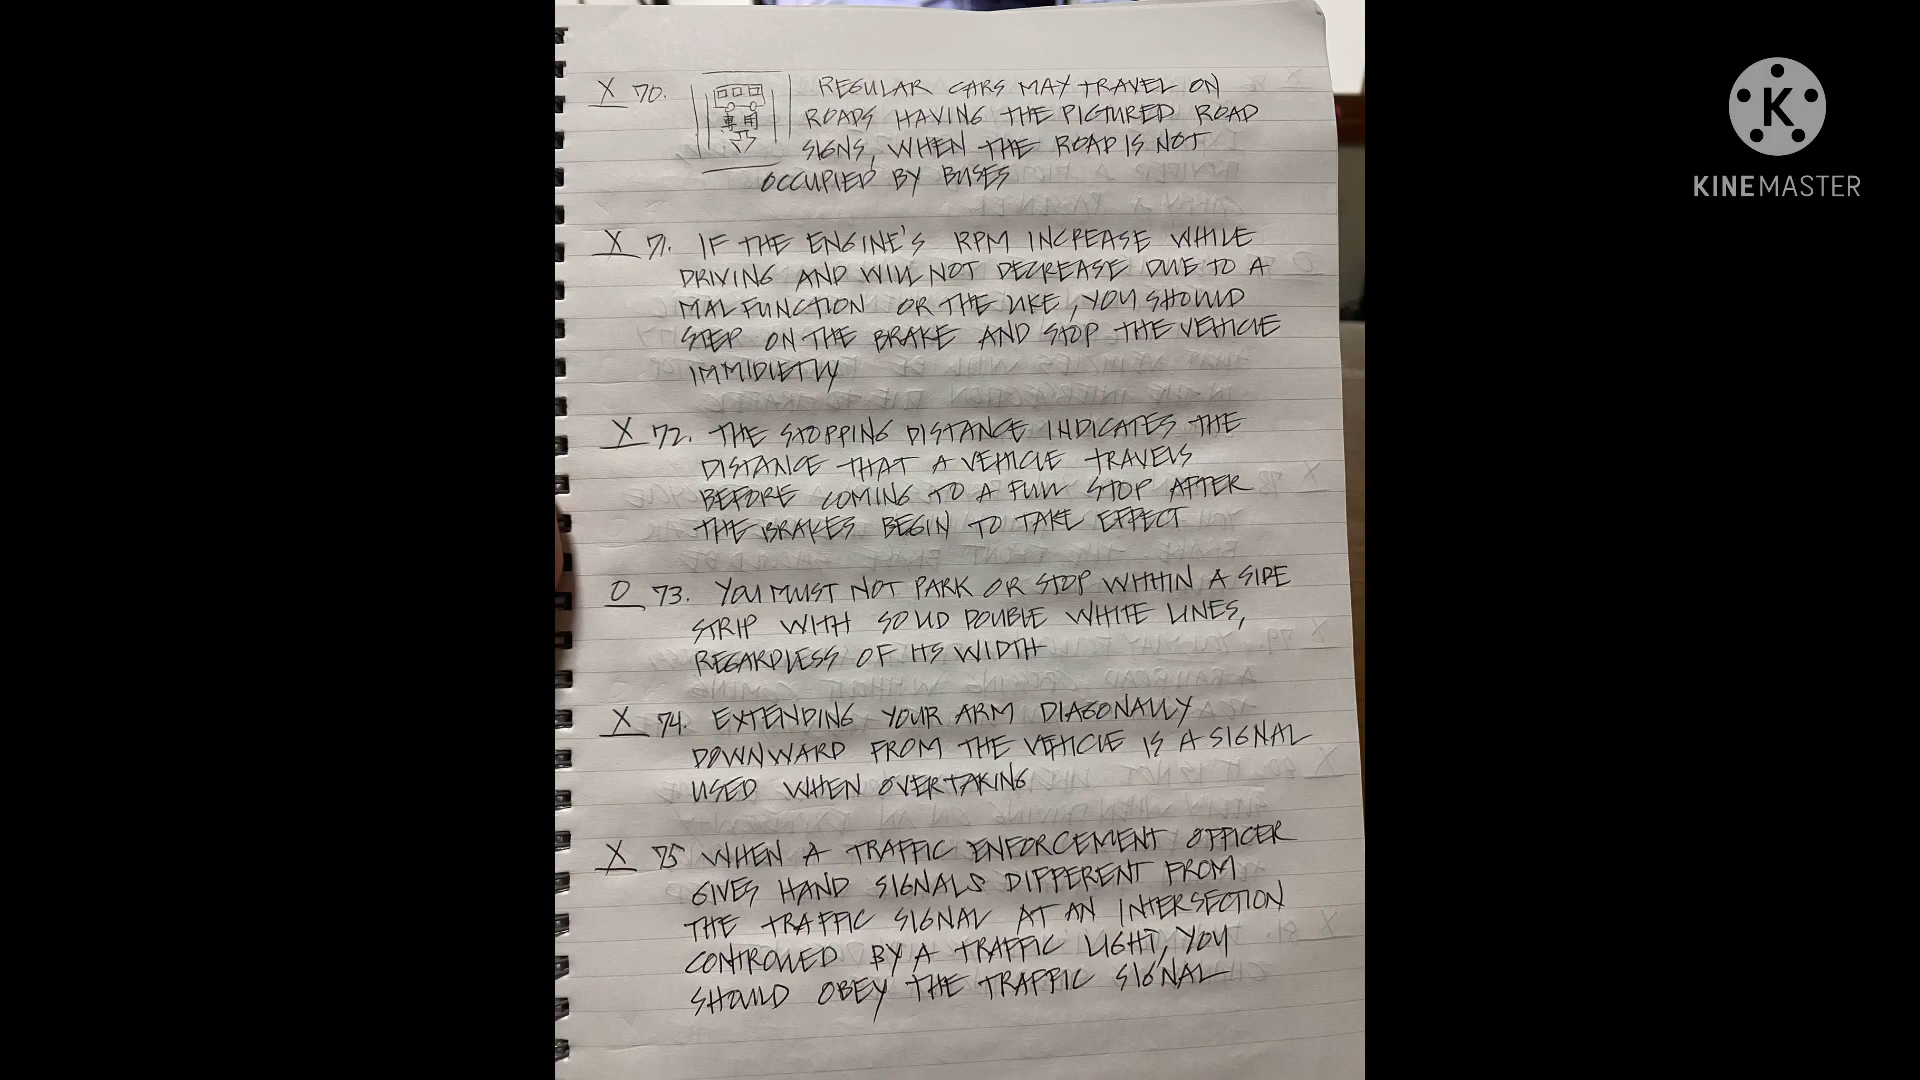 X 70. 専用 REGULAR CARS MAY TRAVEL ON
ROADS HAVING THE PICTURED ROAD
SIGNS, WHEN THE ROAD IS NOT
OCCUPIED BY BUSES
X 71. IF THE ENGINE'S RPM INCREASE WHILE
DRIVING AND WILL NOT DECREASE DUE TO A
MALFUNCTION OR THE LIKE, YOU SHOULD
STEP ON THE BRAKE AND STOP THE VEHICLE
IMMIDIETLY
X 72. THE STOPPING DISTANCE INDICATES THE
DISTANCE THAT A VEHICLE TRAVELS
BEFORE COMING TO A FULL STOP AFTER
THE BRAKES BEGIN TO TAKE EFFECT
O 73. YOU MUST NOT PARK OR STOP WITHIN A SIDE
STRIP WITH SOLID DOUBLE WHITE LINES,
REGARDLESS OF ITS WIDTH
X 74. EXTENDING YOUR ARM DIAGONALLY
DOWNWARD FROM THE VEHICLE IS A SIGNAL
USED WHEN OVERTAKING
X 75 WHEN A TRAFFIC ENFORCEMENT OFFICER
GIVES HAND SIGNALS DIFFERENT FROM
THE TRAFFIC SIGNAL AT AN INTERSECTION
CONTROLLED BY A TRAFFIC LIGHT, YOU
SHOULD OBEY THE TRAFFIC SIGNAL
K
KINEMASTER